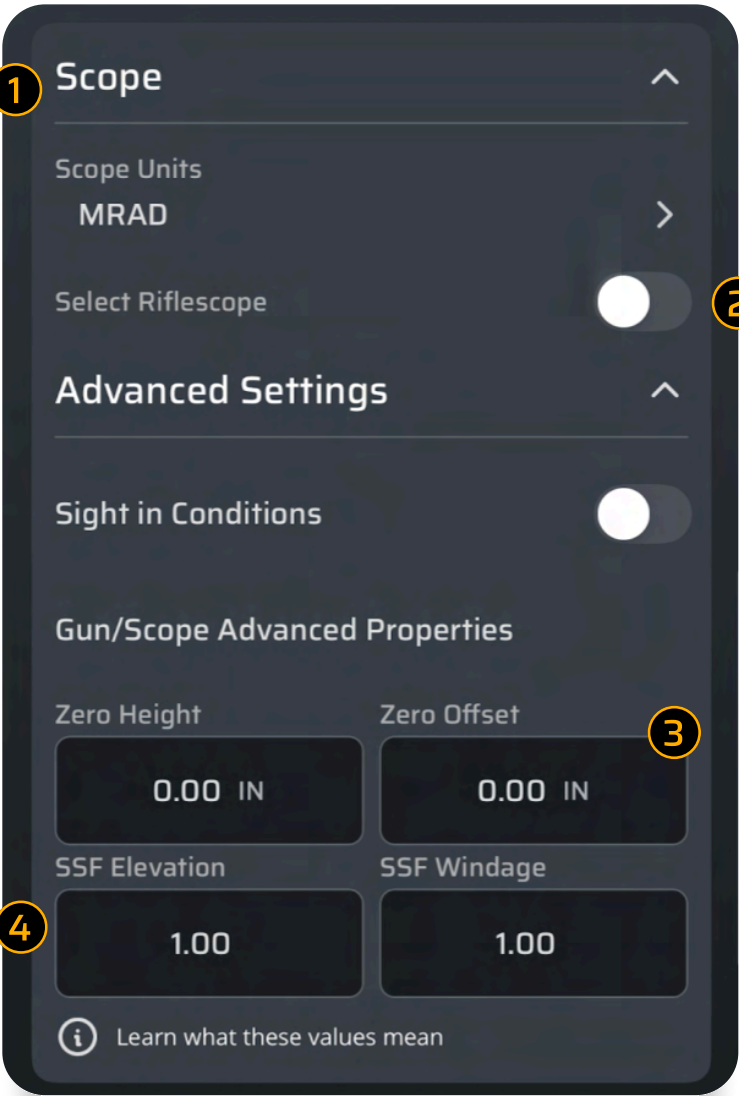 1
Scope
Scope Units
MRAD
Select Riflescope
2
Advanced Settings
Sight in Conditions
Gun/Scope Advanced Properties
Zero Height Zero Offset
3
0.00 IN 0.00 IN
SSF Elevation SSF Windage
4
1.00 1.00
i Learn what these values mean